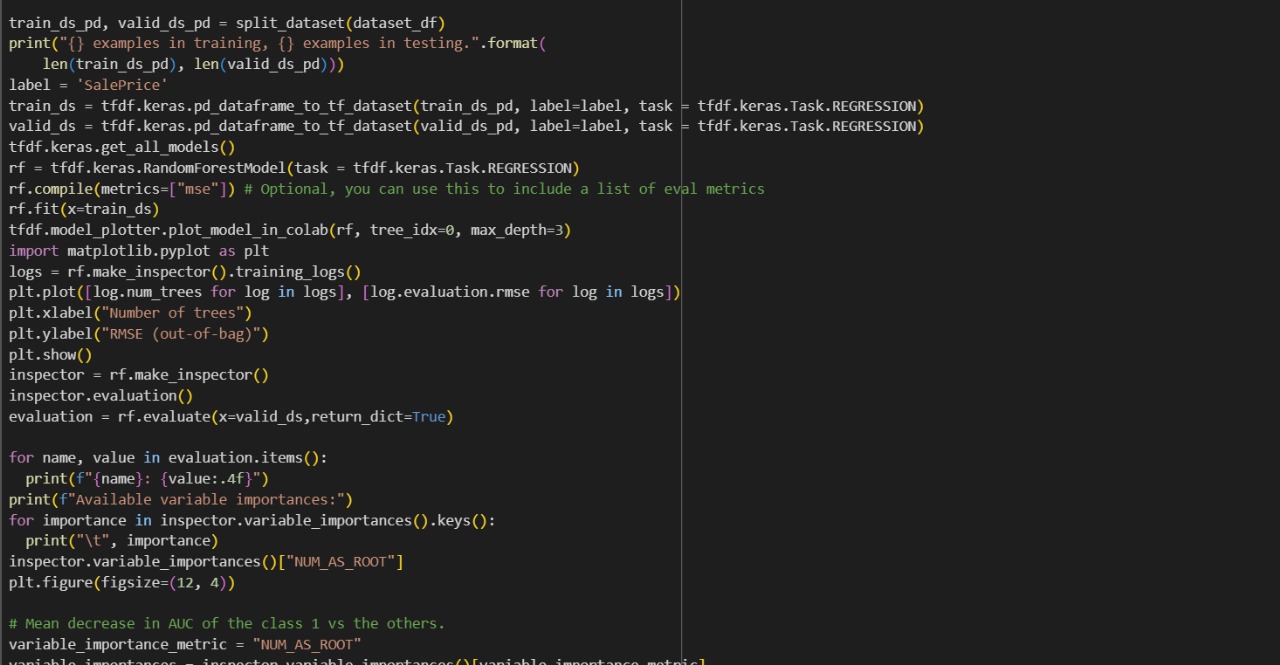 train_ds_pd, valid_ds_pd = split_dataset(dataset_df)
print("{} examples in training, {} examples in testing.".format(
    len(train_ds_pd), len(valid_ds_pd)))
label = 'SalePrice'
train_ds = tfdf.keras.pd_dataframe_to_tf_dataset(train_ds_pd, label=label, task = tfdf.keras.Task.REGRESSION)
valid_ds = tfdf.keras.pd_dataframe_to_tf_dataset(valid_ds_pd, label=label, task = tfdf.keras.Task.REGRESSION)
tfdf.keras.get_all_models()
rf = tfdf.keras.RandomForestModel(task = tfdf.keras.Task.REGRESSION)
rf.compile(metrics=["mse"]) # Optional, you can use this to include a list of eval metrics
rf.fit(x=train_ds)
tfdf.model_plotter.plot_model_in_colab(rf, tree_idx=0, max_depth=3)
import matplotlib.pyplot as plt
logs = rf.make_inspector().training_logs()
plt.plot([log.num_trees for log in logs], [log.evaluation.rmse for log in logs])
plt.xlabel("Number of trees")
plt.ylabel("RMSE (out-of-bag)")
plt.show()
inspector = rf.make_inspector()
inspector.evaluation()
evaluation = rf.evaluate(x=valid_ds,return_dict=True)

for name, value in evaluation.items():
  print(f"{name}: {value:.4f}")
print(f"Available variable importances:")
for importance in inspector.variable_importances().keys():
  print("\t", importance)
inspector.variable_importances()["NUM_AS_ROOT"]
plt.figure(figsize=(12, 4))

# Mean decrease in AUC of the class 1 vs the others.
variable_importance_metric = "NUM_AS_ROOT"
variable_importances = inspector.variable_importances()[variable_importance_metric]